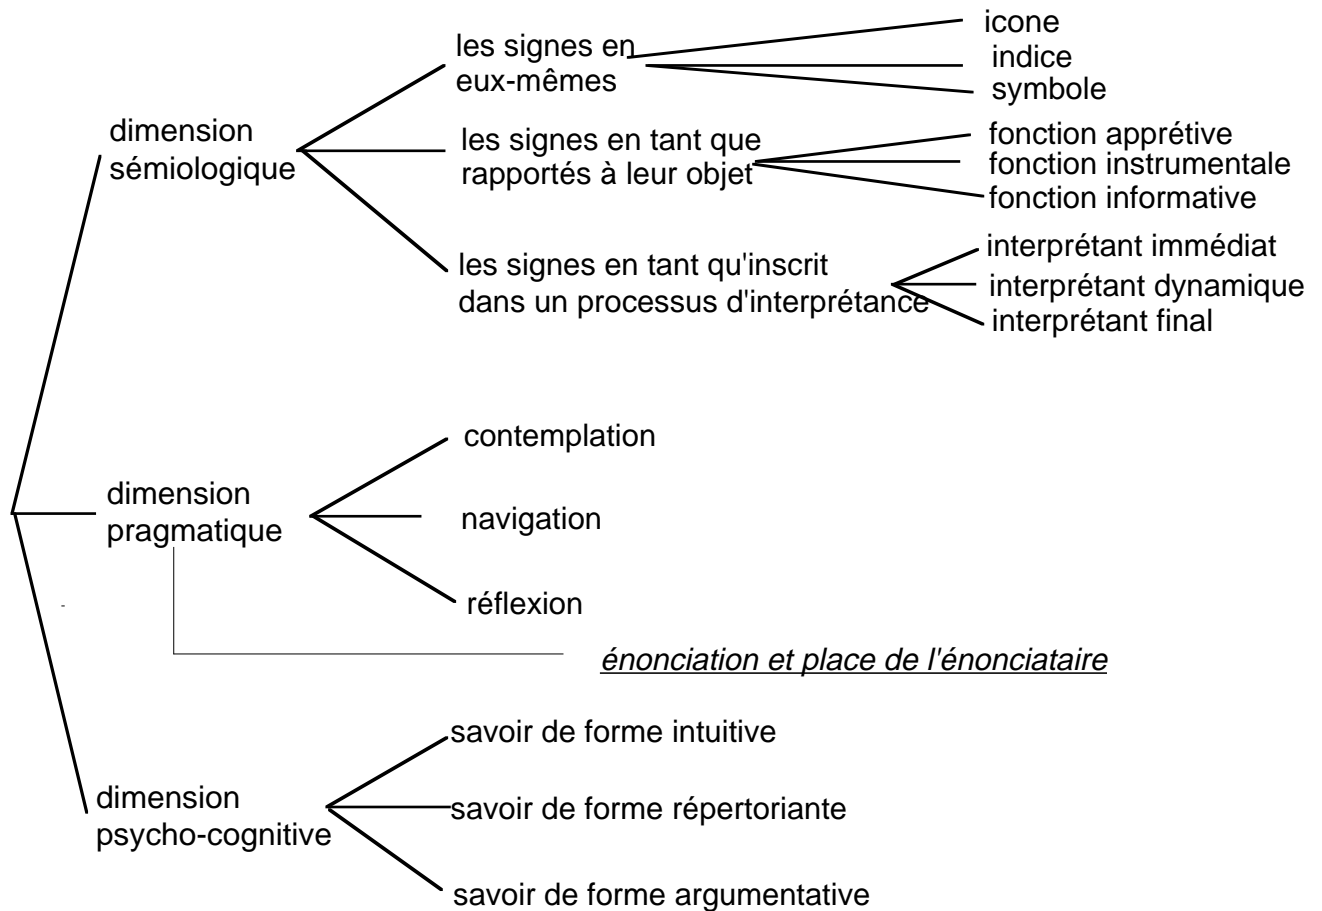 icone
les signes en
eux-mêmes
indice
symbole
dimension
sémiologique
les signes en tant que
rapportés à leur objet
fonction apprétive
fonction instrumentale
fonction informative
les signes en tant qu'inscrit
dans un processus d'interprétance
interprétant immédiat
interprétant dynamique
interprétant final
contemplation
dimension
pragmatique
navigation
réflexion
énonciation et place de l'énonciataire
savoir de forme intuitive
dimension
psycho-cognitive
savoir de forme répertoriante
savoir de forme argumentative